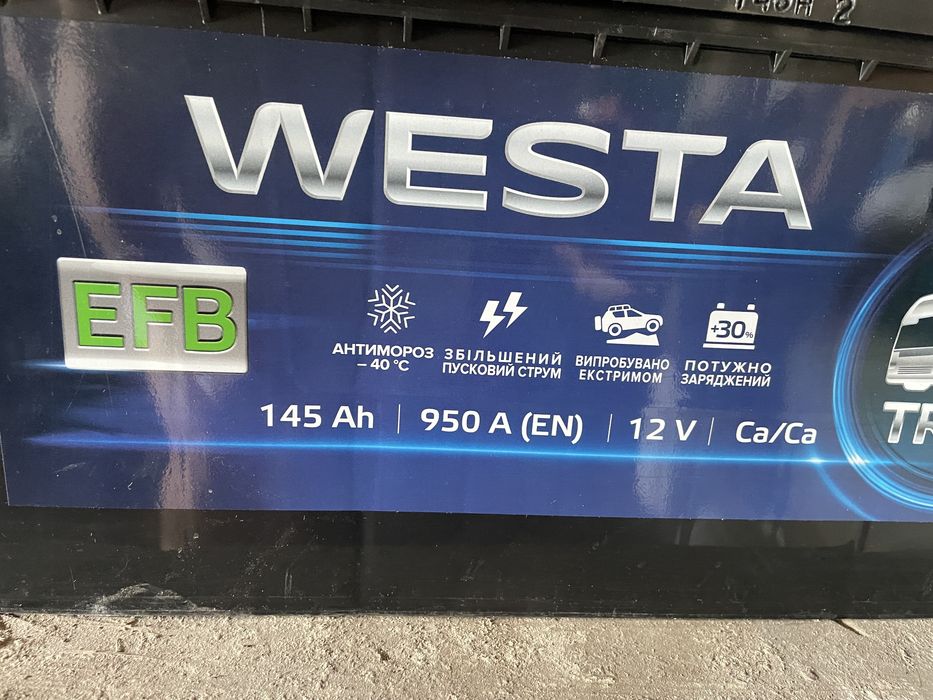 WESTA
EFB
АНТИМОРОЗ
– 40 °C
ЗБІЛЬШЕНИЙ
ПУСКОВИЙ СТРУМ
ВИПРОБУВАНО
ЕКСТРИМОМ
+30%
ПОТУЖНО
ЗАРЯДЖЕНИЙ
145 Ah | 950 A (EN) | 12 V | Ca/Ca
TR